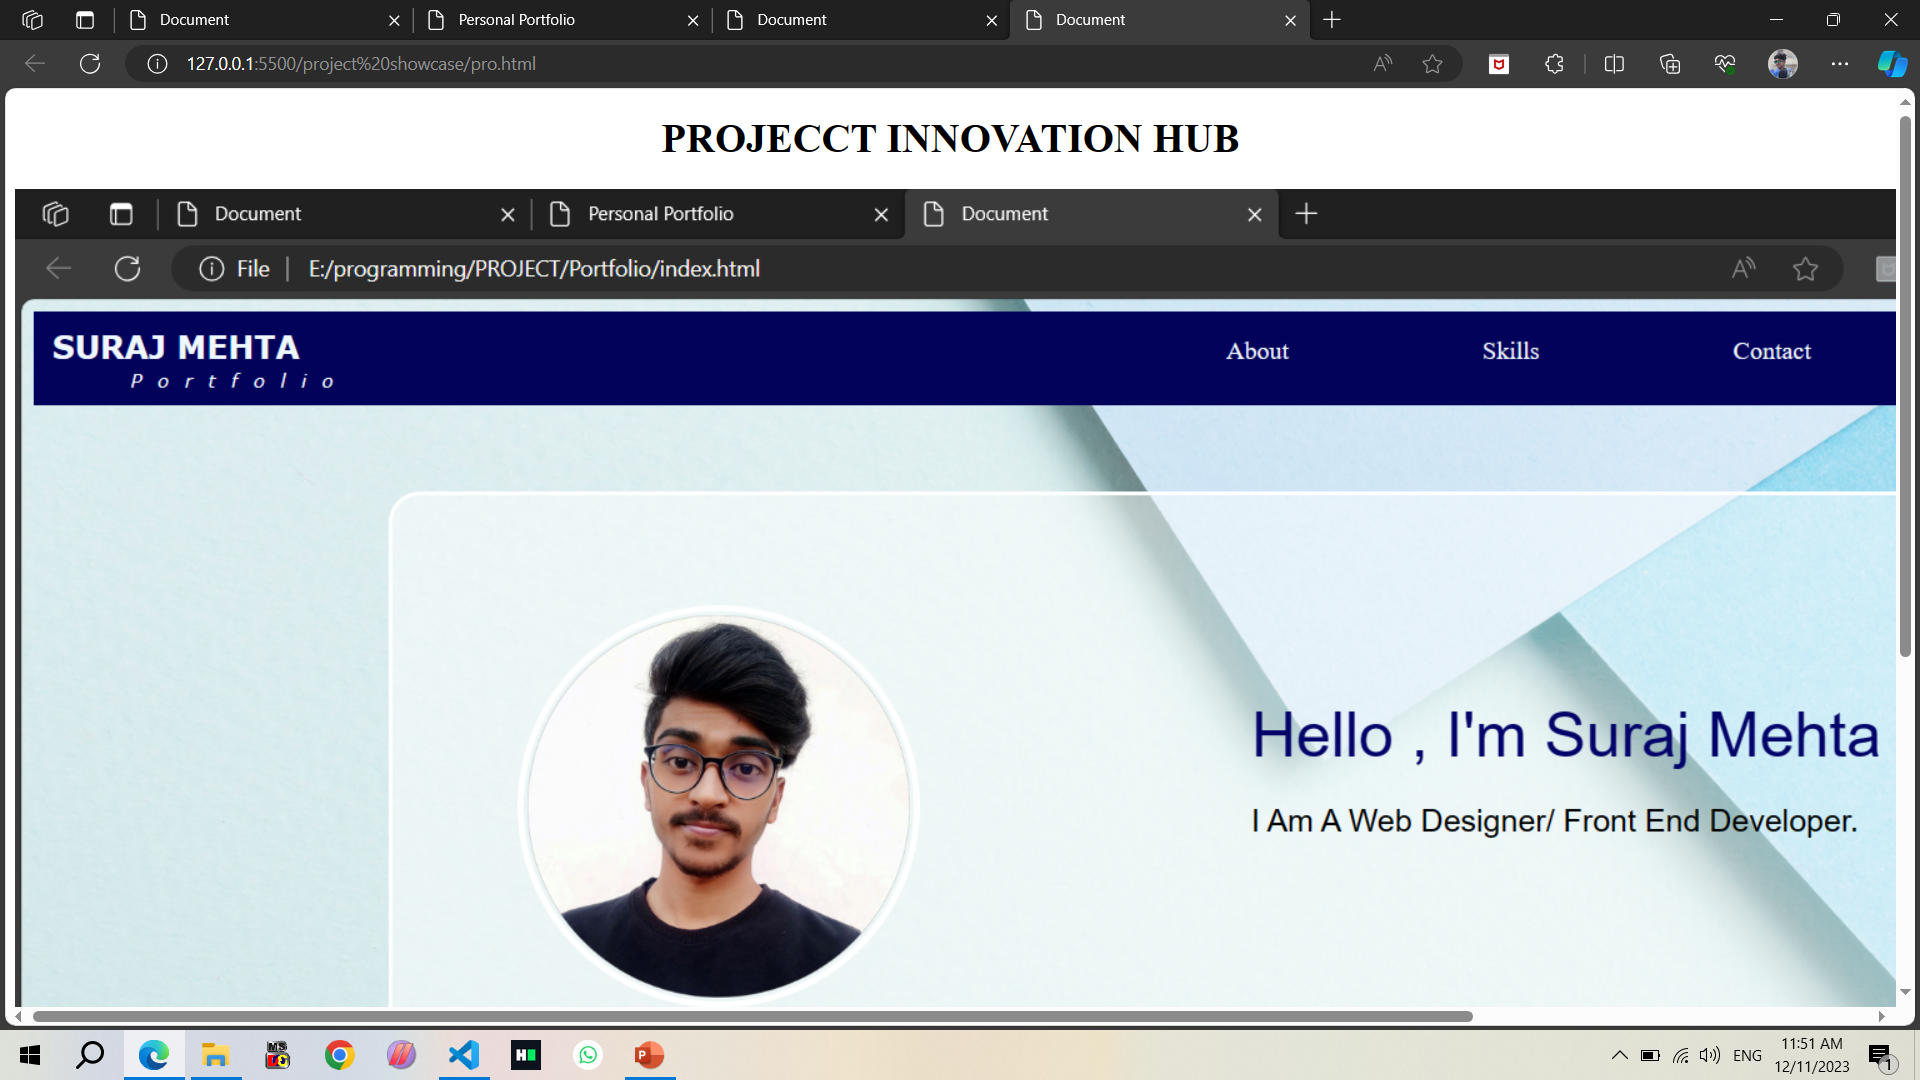 Document
Personal Portfolio
Document
Document
127.0.0.1:5500/project%20showcase/pro.html
PROJECCT INNOVATION HUB
Document
Personal Portfolio
Document
File
E:/programming/PROJECT/Portfolio/index.html
SURAJ MEHTA
Portfolio
About
Skills
Contact
Hello , I'm Suraj Mehta
I Am A Web Designer/ Front End Developer.
ENG
11:51 AM
12/11/2023
1